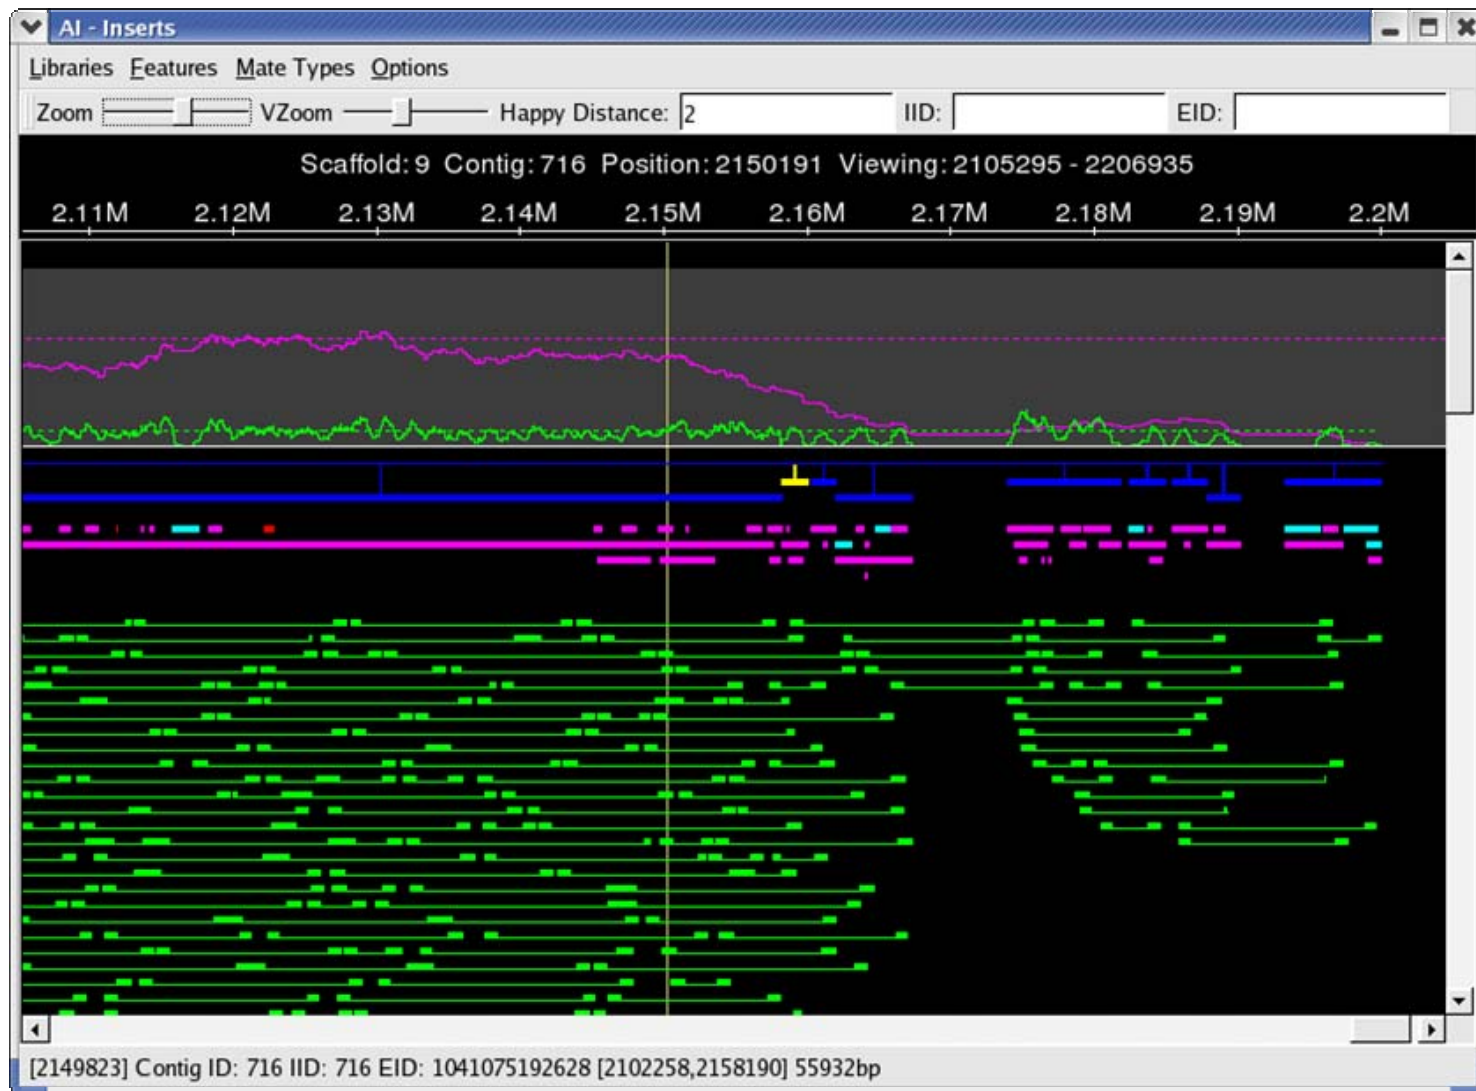 AI - Inserts
Libraries Features Mate Types Options
Zoom VZoom Happy Distance: 2 IID: EID:
Scaffold: 9 Contig: 716 Position: 2150191 Viewing: 2105295 - 2206935
2.11M 2.12M 2.13M 2.14M 2.15M 2.16M 2.17M 2.18M 2.19M 2.2M
[2149823] Contig ID: 716 IID: 716 EID: 1041075192628 [2102258,2158190] 55932bp